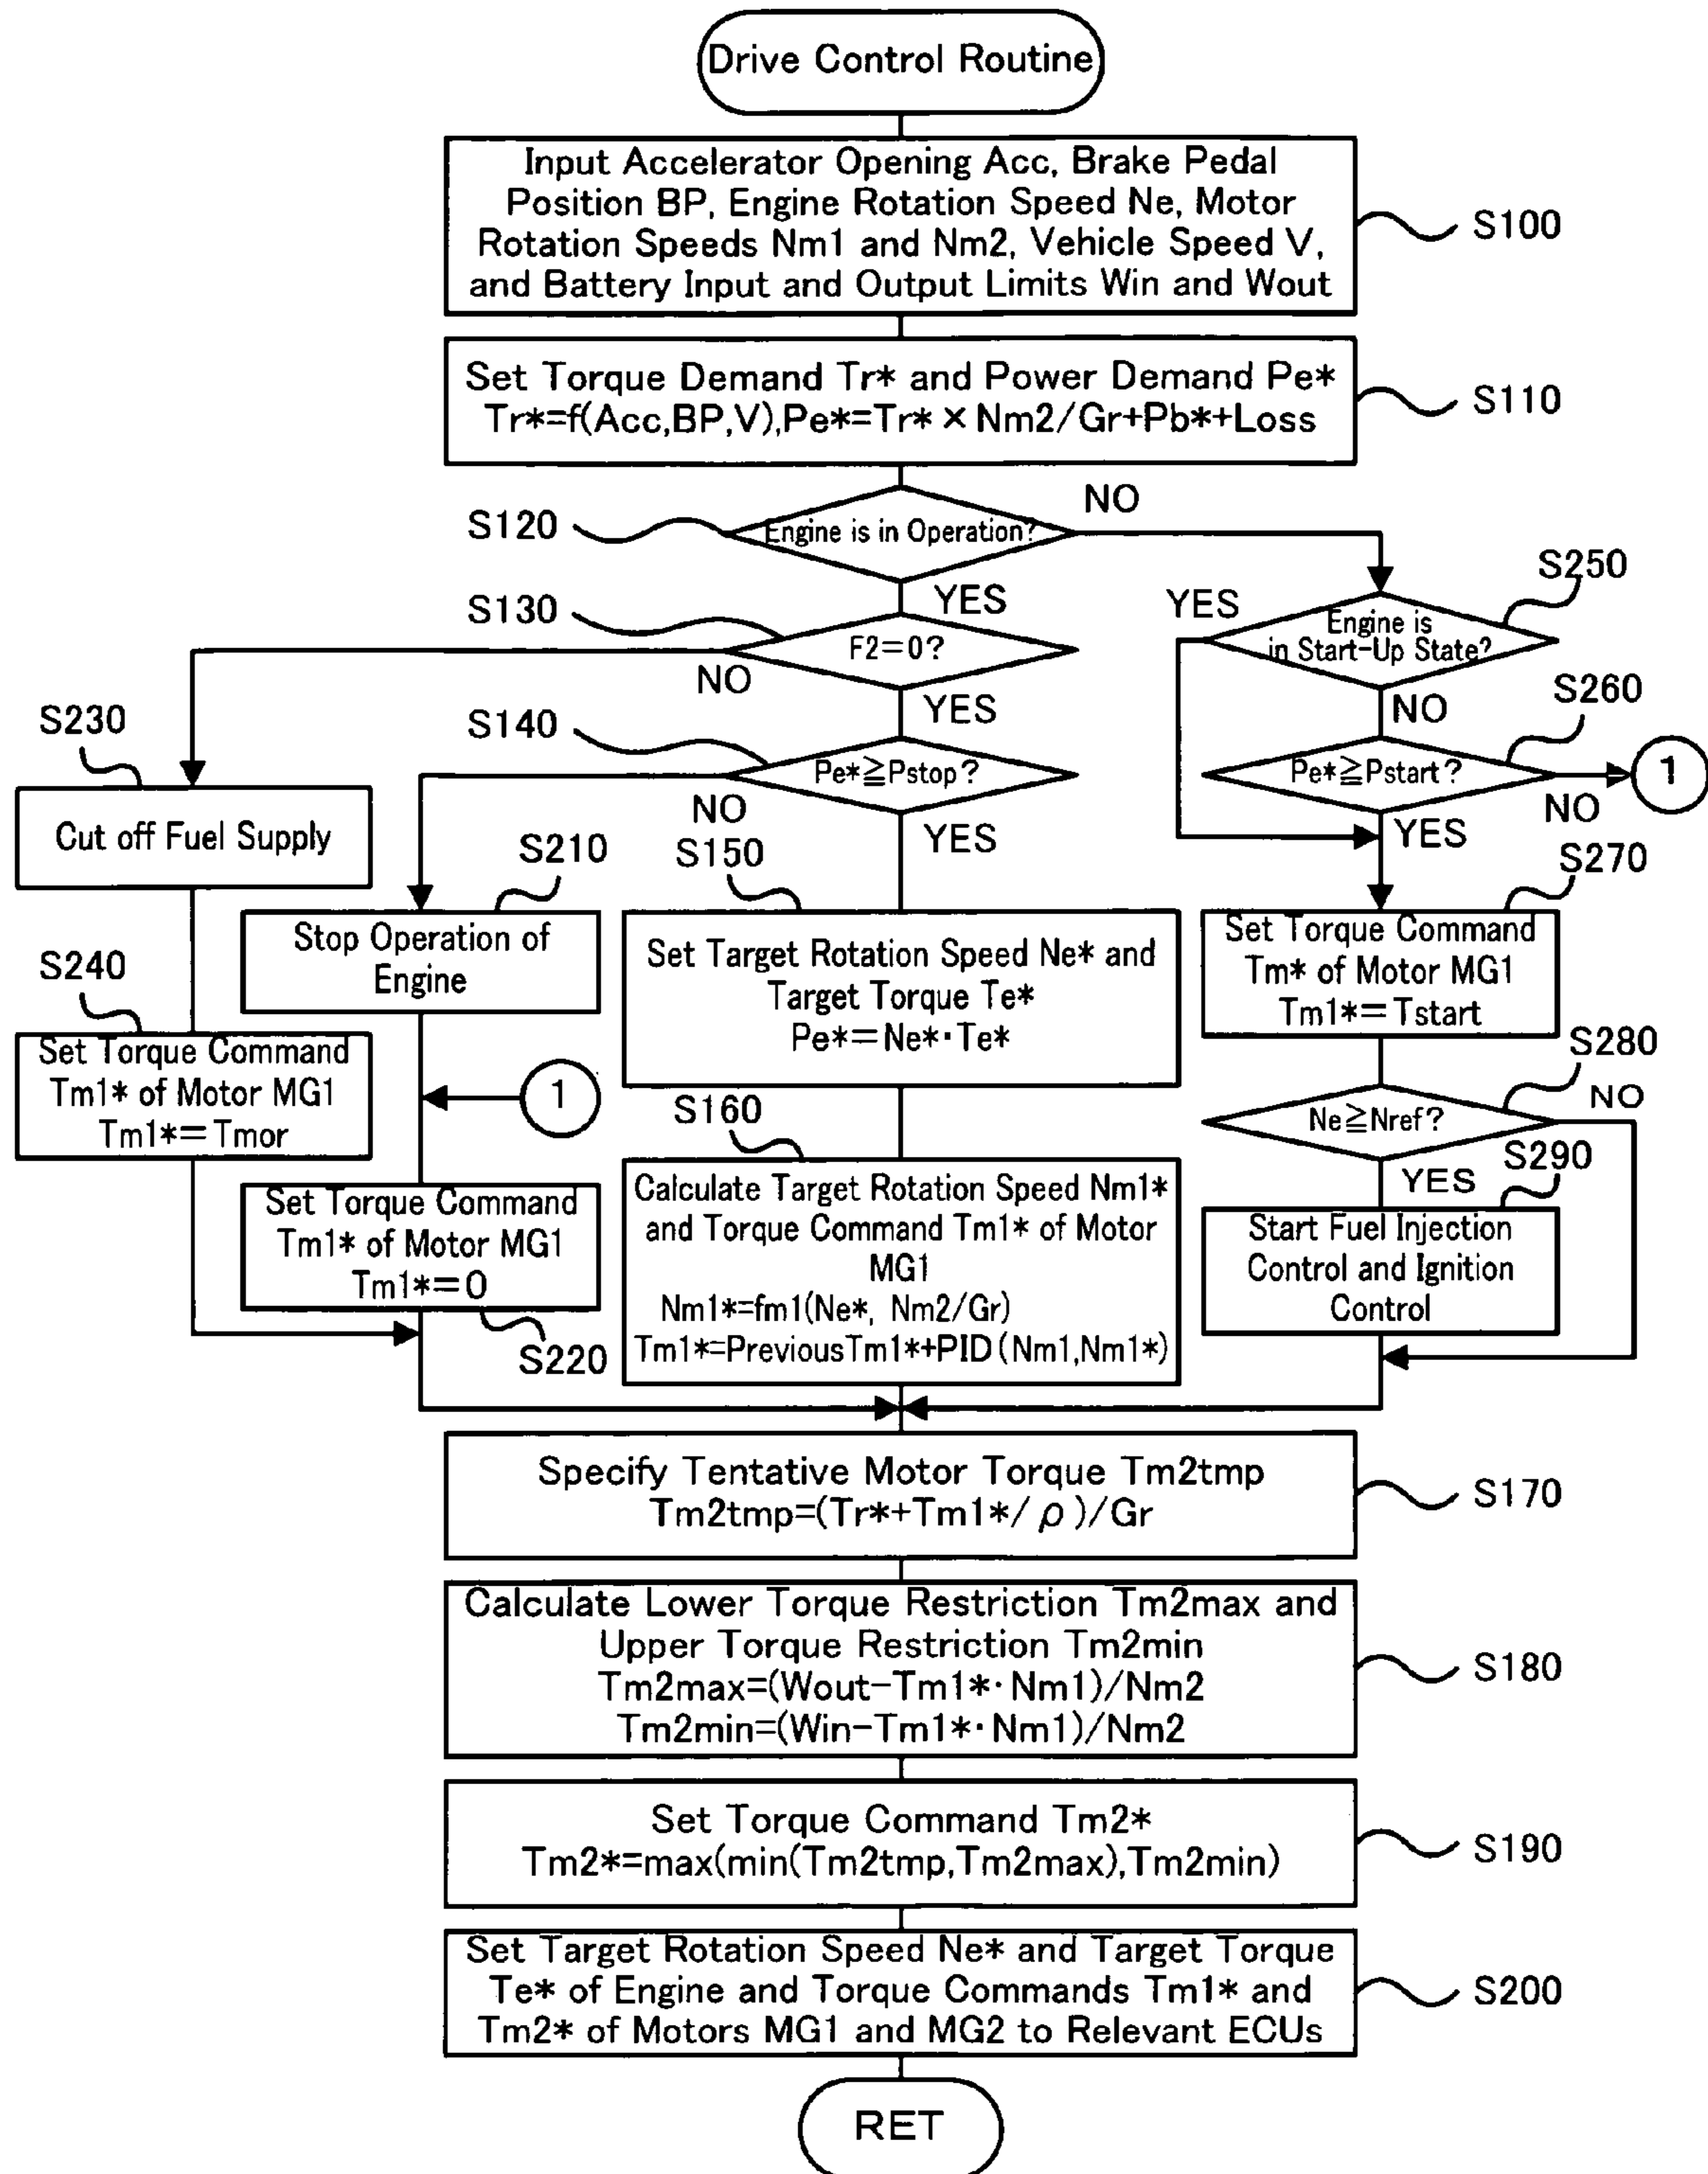 Drive Control Routine
Input Accelerator Opening Acc, Brake Pedal
Position BP, Engine Rotation Speed Ne, Motor
Rotation Speeds Nm1 and Nm2, Vehicle Speed V,
and Battery Input and Output Limits Win and Wout
S100
Set Torque Demand Tr* and Power Demand Pe*
Tr*=f(Acc,BP,V),Pe*=Tr*×Nm2/Gr+Pb*+Loss
S110
S120
Engine is in Operation?
NO
YES
S130
F2=0?
NO
YES
S140
Pe*≧Pstop?
NO
YES
S250
Engine is
in Start-Up State?
YES
NO
S260
Pe*≧Pstart?
NO
1
YES
S230
Cut off Fuel Supply
S240
Set Torque Command
Tm1* of Motor MG1
Tm1*=Tmor
S210
Stop Operation of
Engine
1
Set Torque Command
Tm1* of Motor MG1
Tm1*=0
S220
S150
Set Target Rotation Speed Ne* and
Target Torque Te*
Pe*=Ne*·Te*
S160
Calculate Target Rotation Speed Nm1*
and Torque Command Tm1* of Motor
MG1
Nm1*=fm1(Ne*, Nm2/Gr)
Tm1*=PreviousTm1*+PID(Nm1,Nm1*)
S270
Set Torque Command
Tm* of Motor MG1
Tm1*=Tstart
S280
Ne≧Nref?
NO
YES
S290
Start Fuel Injection
Control and Ignition
Control
Specify Tentative Motor Torque Tm2tmp
Tm2tmp=(Tr*+Tm1*/ρ)/Gr
S170
Calculate Lower Torque Restriction Tm2max and
Upper Torque Restriction Tm2min
Tm2max=(Wout-Tm1*·Nm1)/Nm2
Tm2min=(Win-Tm1*·Nm1)/Nm2
S180
Set Torque Command Tm2*
Tm2*=max(min(Tm2tmp,Tm2max),Tm2min)
S190
Set Target Rotation Speed Ne* and Target Torque
Te* of Engine and Torque Commands Tm1* and
Tm2* of Motors MG1 and MG2 to Relevant ECUs
S200
RET